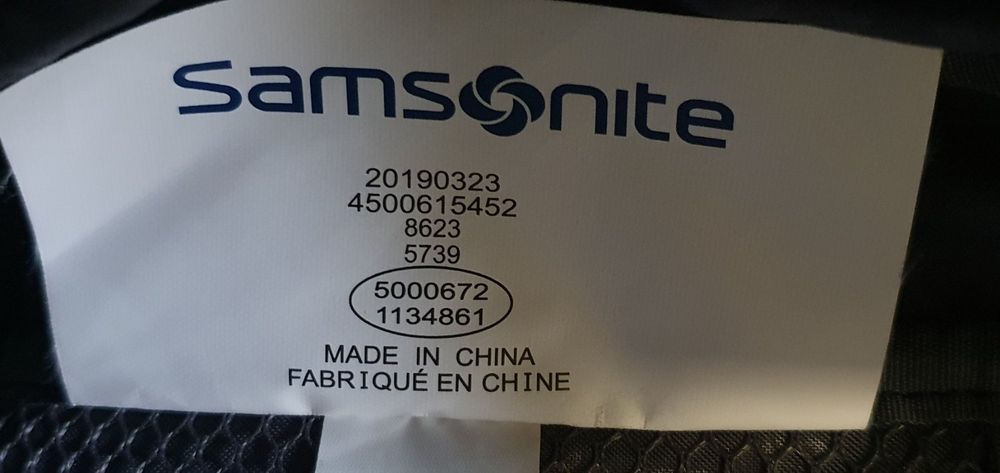 Samsonite
20190323
4500615452
8623
5739
5000672
1134861
MADE IN CHINA
FABRIQUÉ EN CHINE